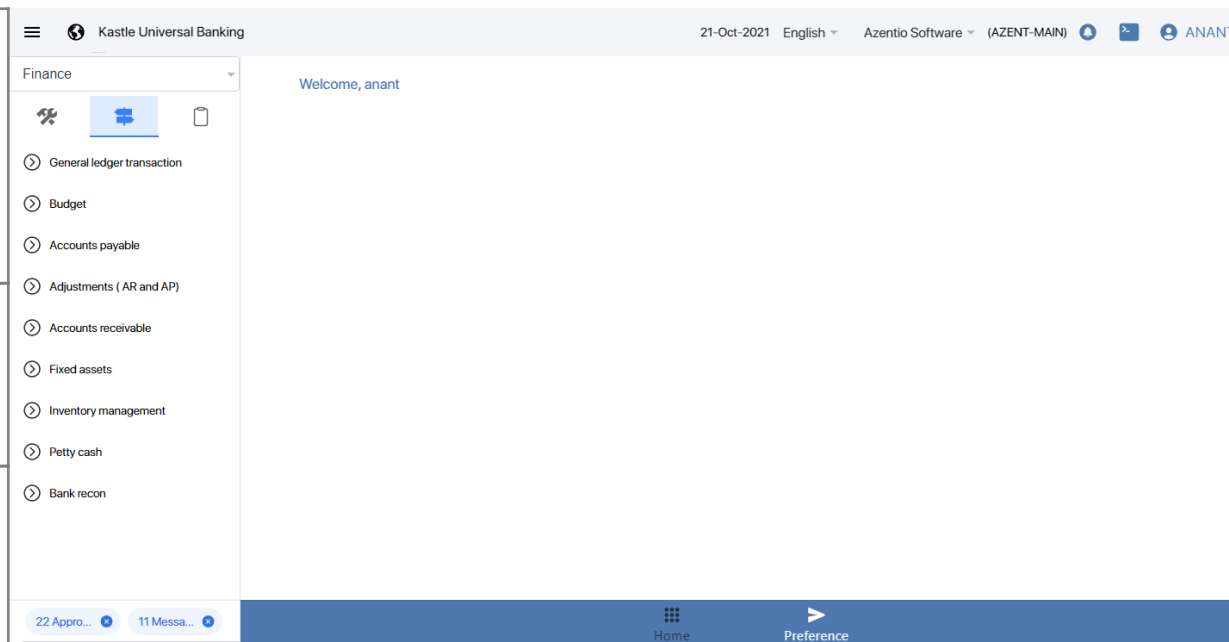 Kastle Universal Banking
21-Oct-2021 English Azentio Software (AZENT-MAIN) ANANT
Finance
Welcome, anant
General ledger transaction
Budget
Accounts payable
Adjustments ( AR and AP)
Accounts receivable
Fixed assets
Inventory management
Petty cash
Bank recon
22 Appro... 11 Messa...
Home Preference